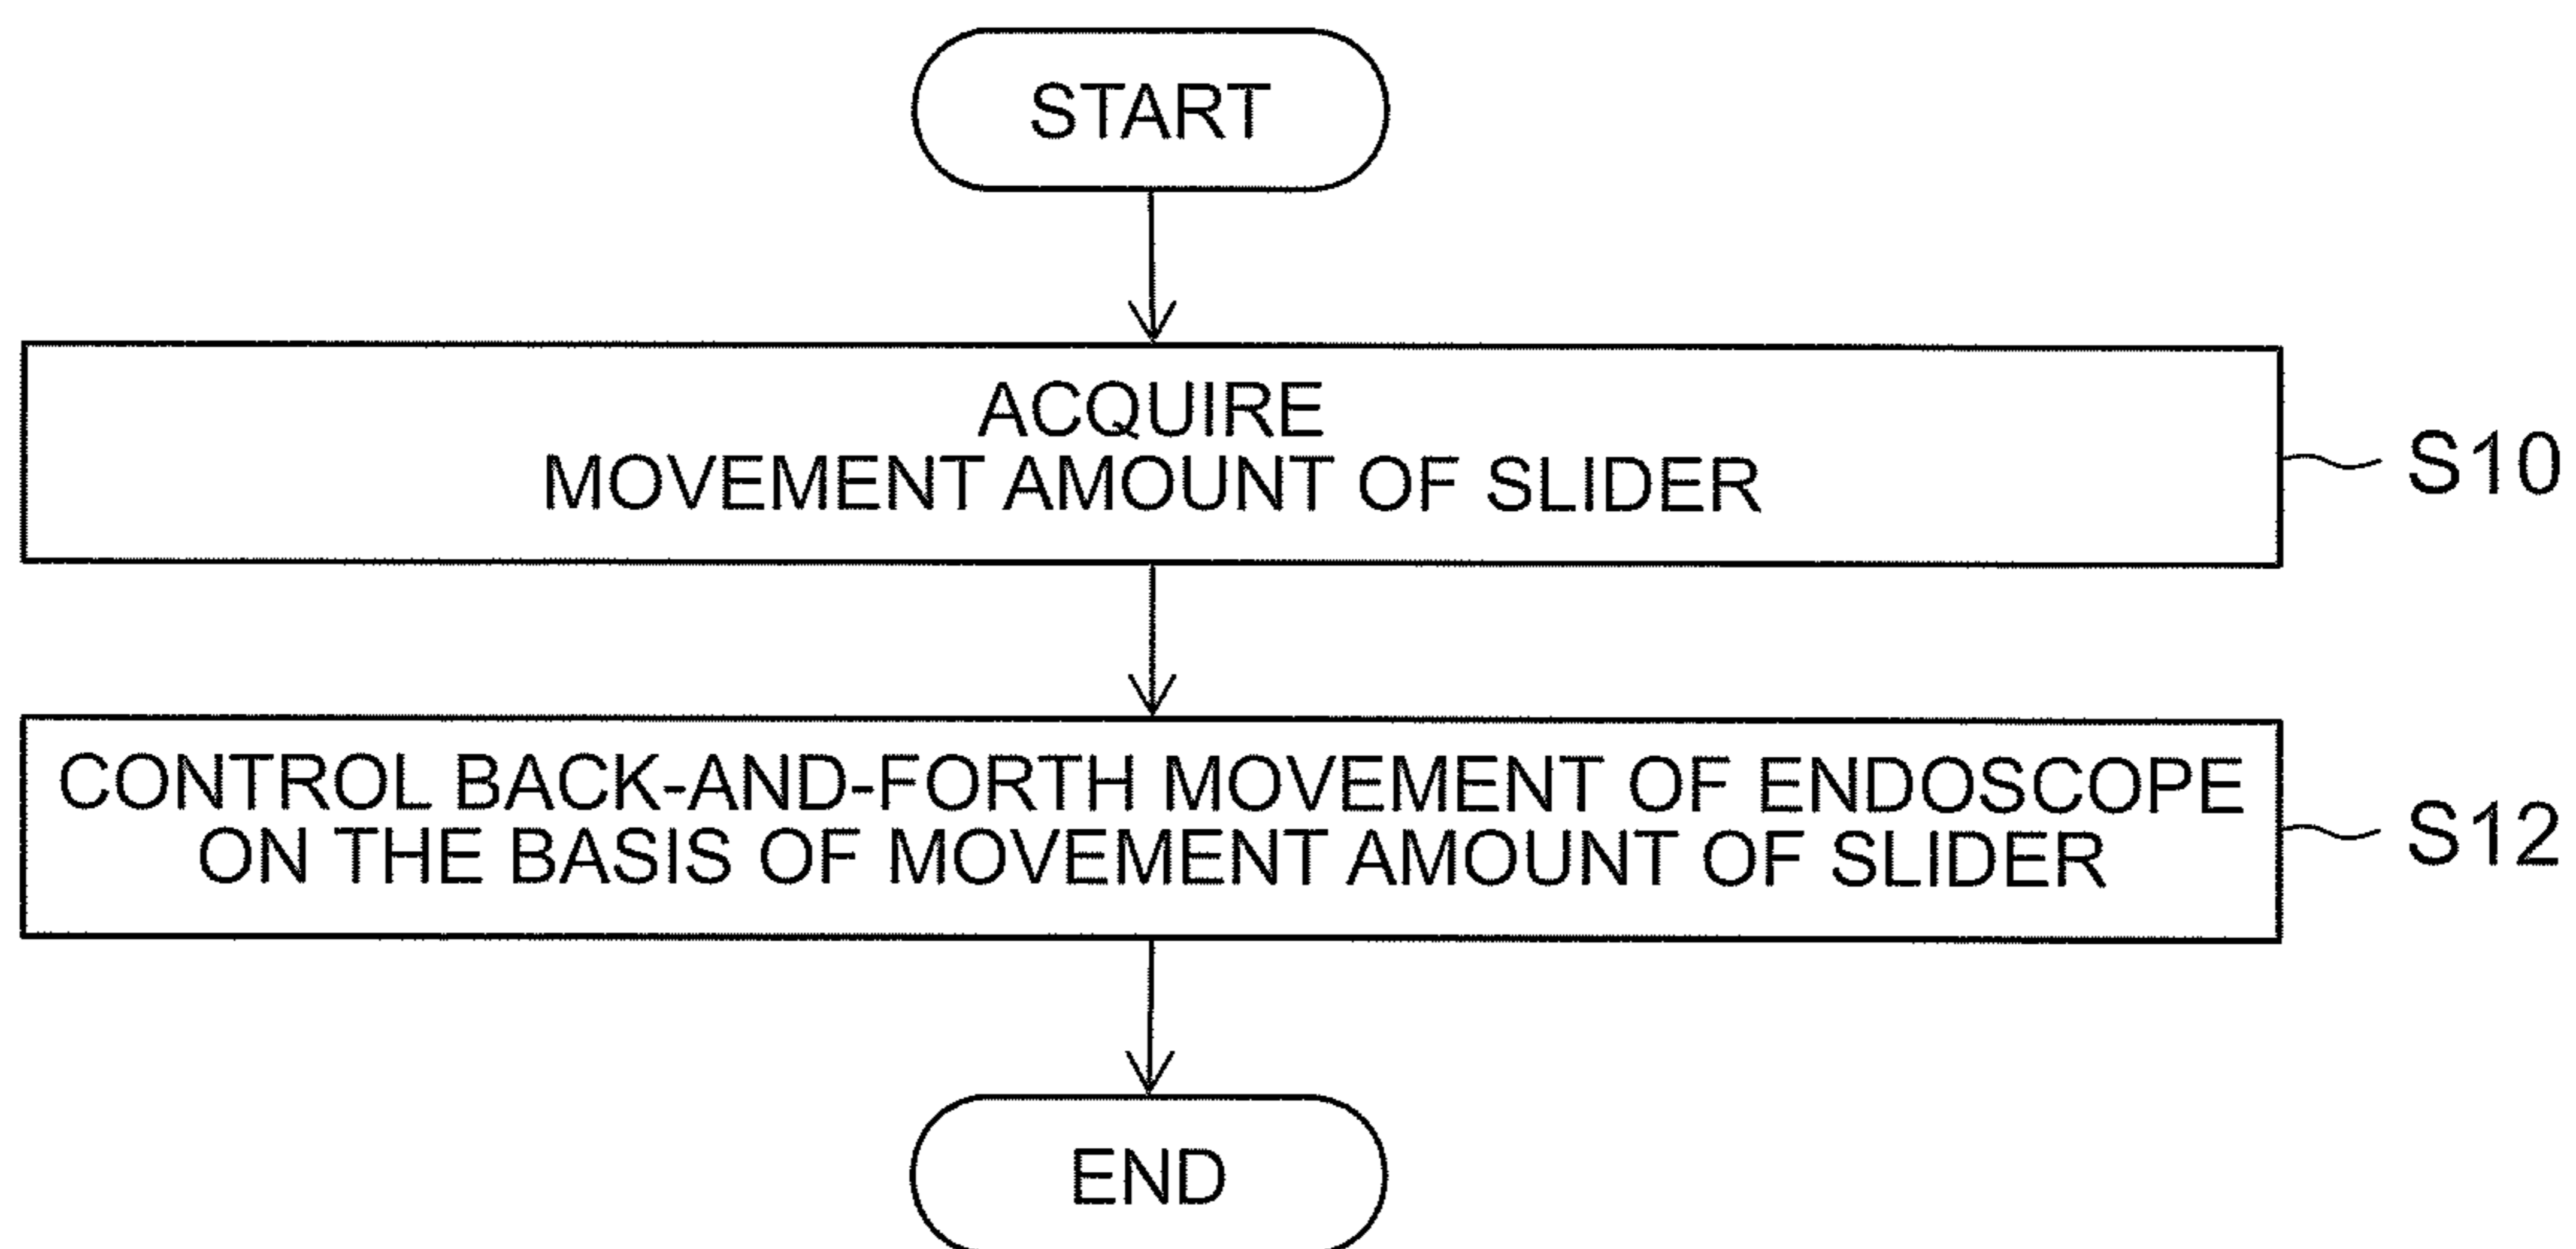 START
ACQUIRE
MOVEMENT AMOUNT OF SLIDER
S10
CONTROL BACK-AND-FORTH MOVEMENT OF ENDOSCOPE
ON THE BASIS OF MOVEMENT AMOUNT OF SLIDER
S12
END